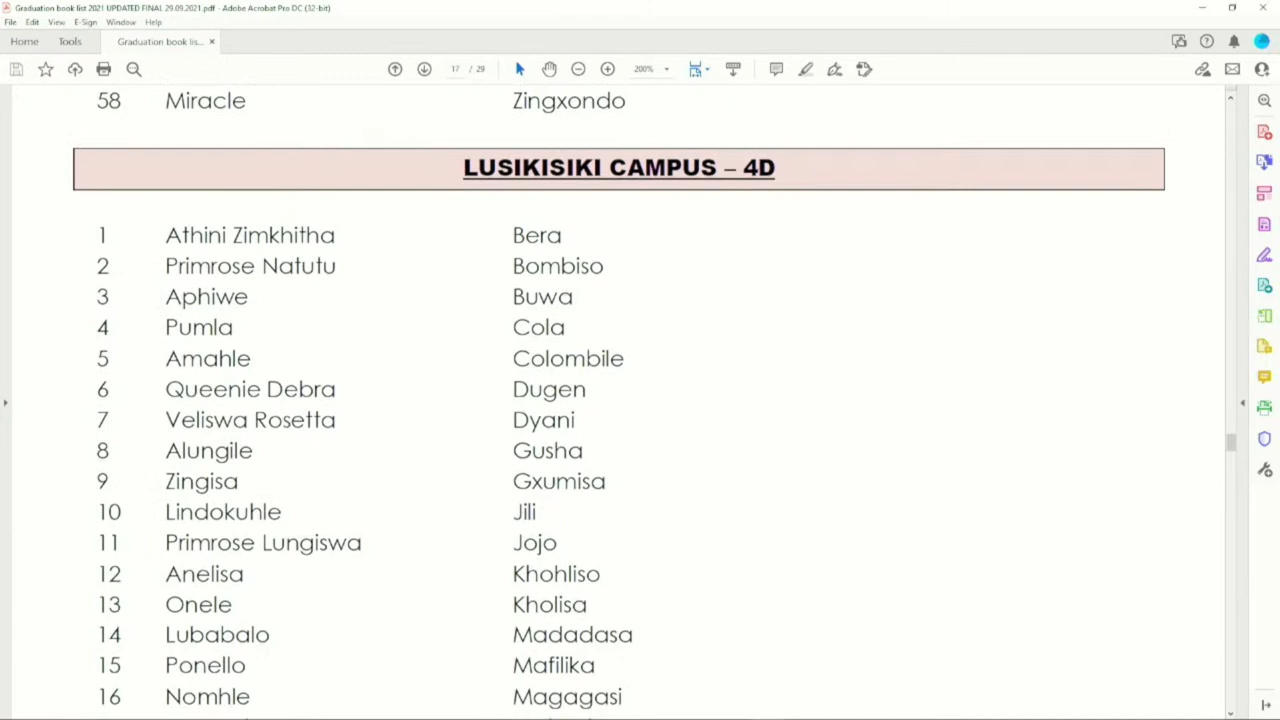 Graduation book list 2021 UPDATED FINAL 29.09.2021.pdf - Adobe Acrobat Pro DC (32-bit)
File Edit View E-Sign Window Help
Home Tools Graduation book lis... ×
17 / 29 200%
58 Miracle Zingxondo
LUSIKISIKI CAMPUS – 4D
1 Athini Zimkhitha Bera
2 Primrose Natutu Bombiso
3 Aphiwe Buwa
4 Pumla Cola
5 Amahle Colombile
6 Queenie Debra Dugen
7 Veliswa Rosetta Dyani
8 Alungile Gusha
9 Zingisa Gxumisa
10 Lindokuhle Jili
11 Primrose Lungiswa Jojo
12 Anelisa Khohliso
13 Onele Kholisa
14 Lubabalo Madadasa
15 Ponello Mafilika
16 Nomhle Magagasi